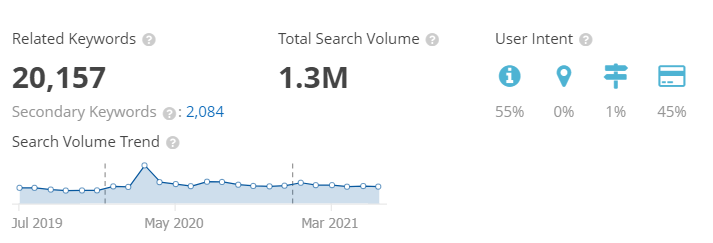 Related Keywords ?
Total Search Volume ?
User Intent ?
20,157
1.3M
55%
0%
1%
45%
Secondary Keywords ? : 2,084
Search Volume Trend ?
Jul 2019
May 2020
Mar 2021